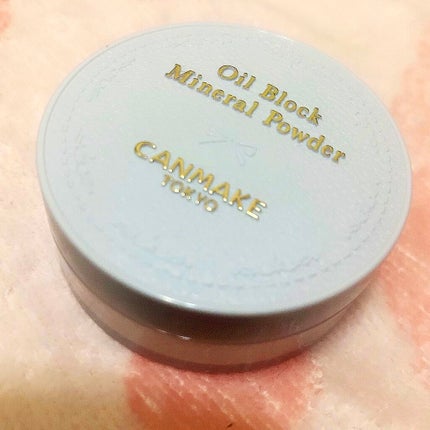 Oil Block
Mineral Powder
CANMAKE
TOKYO